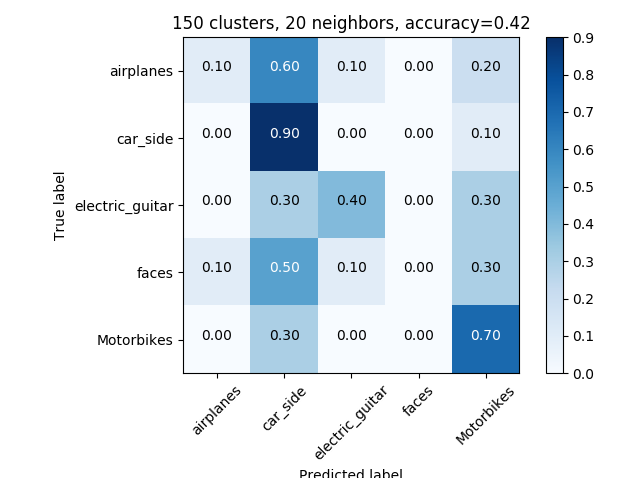 150 clusters, 20 neighbors, accuracy=0.42
airplanes 0.10 0.60 0.10 0.00 0.20
car_side 0.00 0.90 0.00 0.00 0.10
electric_guitar 0.00 0.30 0.40 0.00 0.30
faces 0.10 0.50 0.10 0.00 0.30
Motorbikes 0.00 0.30 0.00 0.00 0.70
True label
airplanes car_side electric_guitar faces Motorbikes
Predicted label
0.9
0.8
0.7
0.6
0.5
0.4
0.3
0.2
0.1
0.0